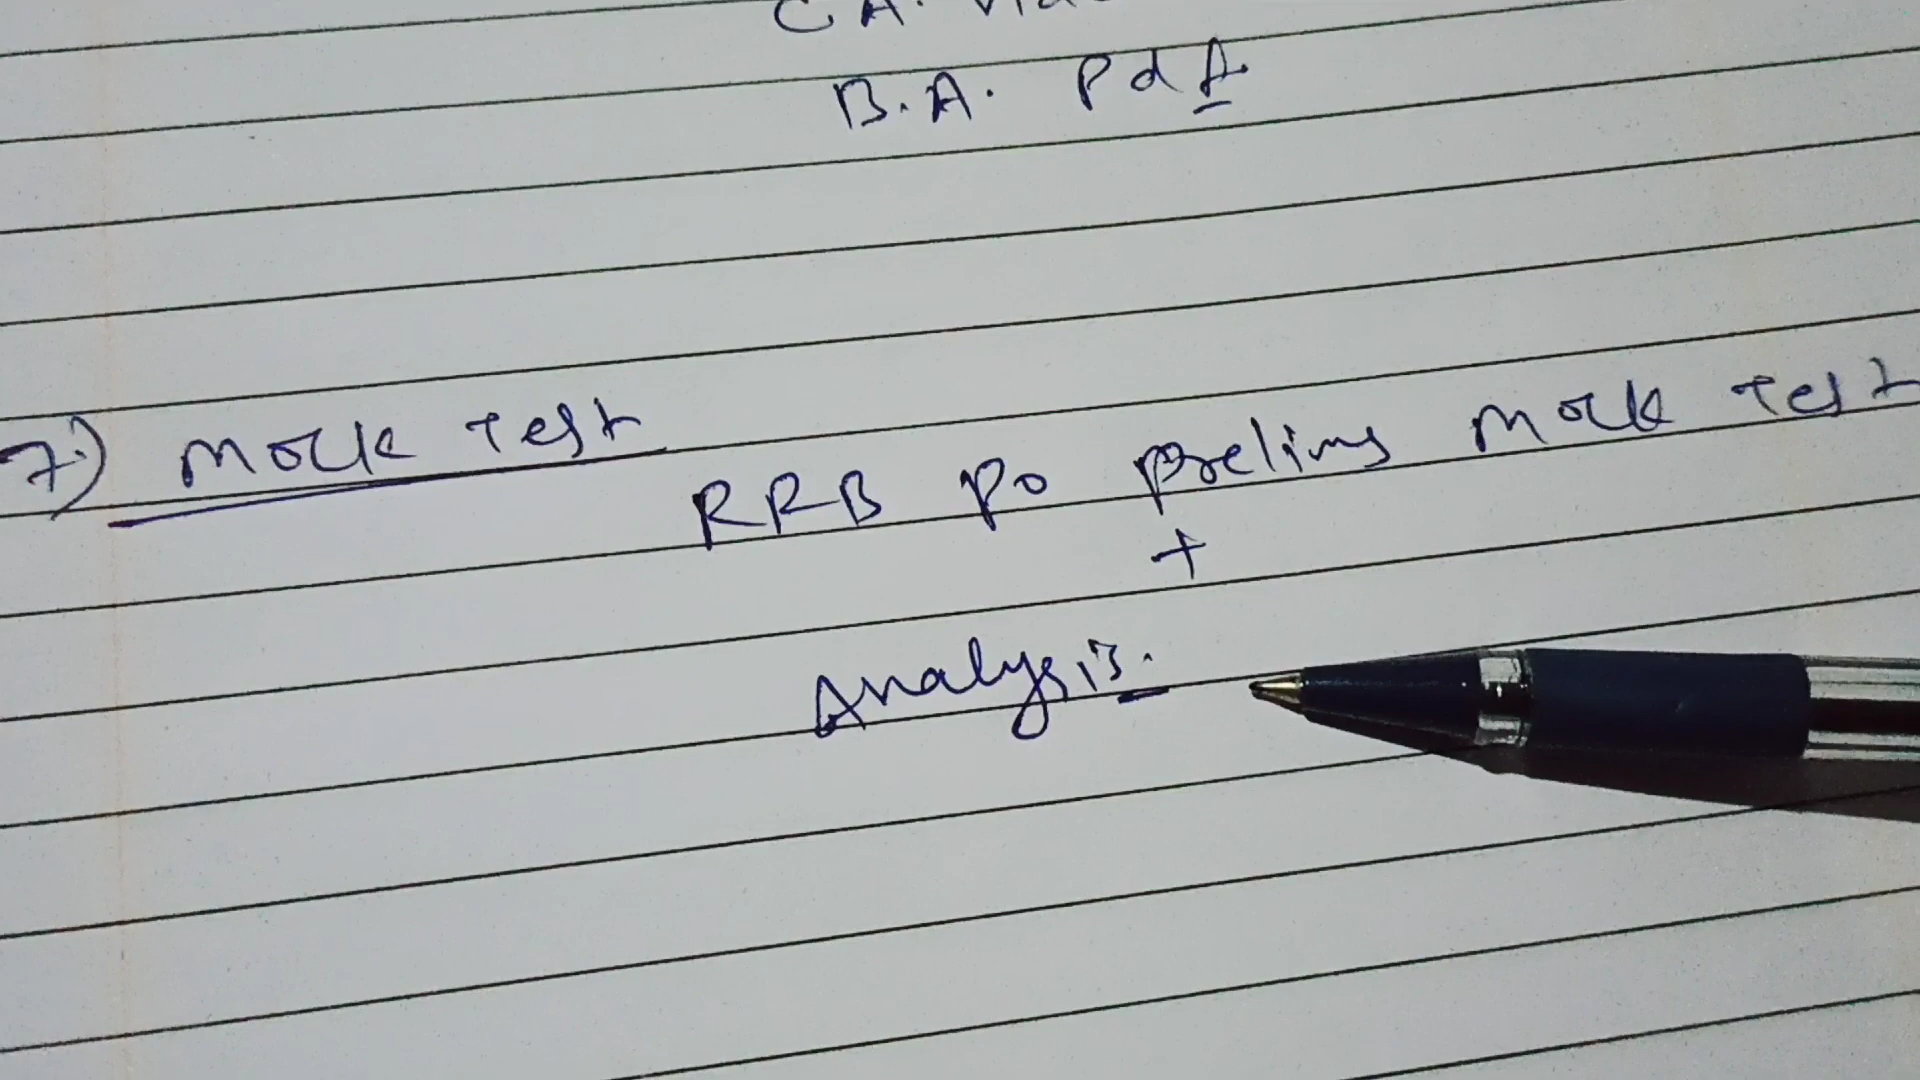 C A.
B.A. Pdf
7.) Mock Test
RRB PO prelims Mock Test
+
Analysis.